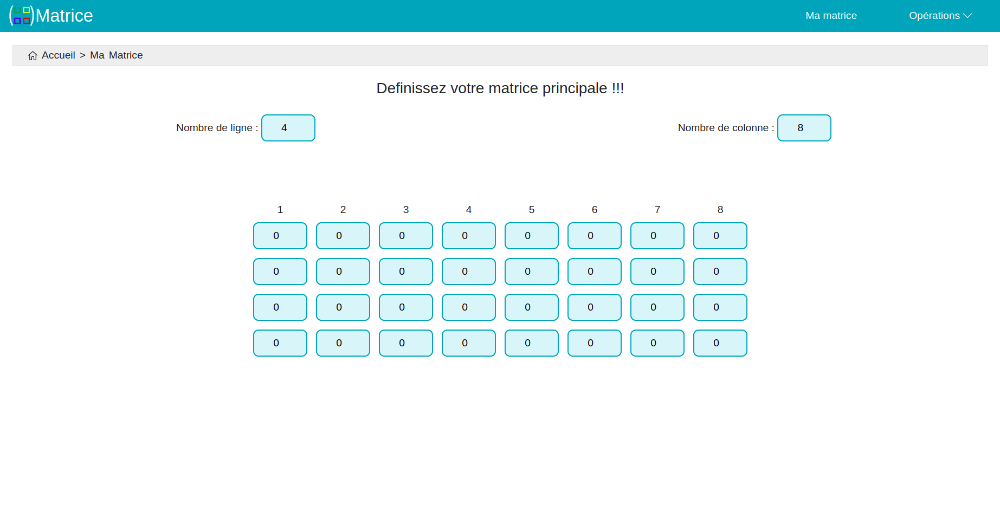 Matrice
Ma matrice Opérations
Accueil > Ma Matrice
Definissez votre matrice principale !!!
Nombre de ligne : 4 Nombre de colonne : 8
1 2 3 4 5 6 7 8
0 0 0 0 0 0 0 0
0 0 0 0 0 0 0 0
0 0 0 0 0 0 0 0
0 0 0 0 0 0 0 0